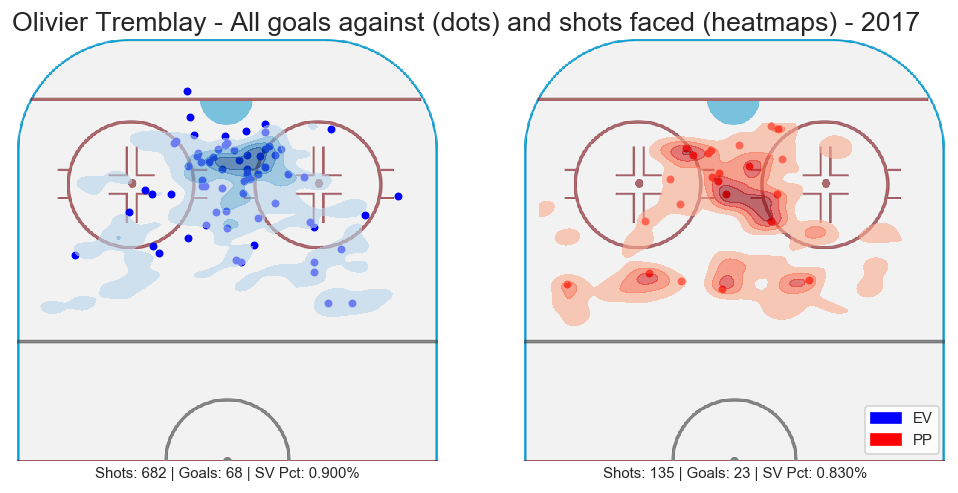 Olivier Tremblay - All goals against (dots) and shots faced (heatmaps) - 2017
EV
PP
Shots: 682 | Goals: 68 | SV Pct: 0.900%
Shots: 135 | Goals: 23 | SV Pct: 0.830%